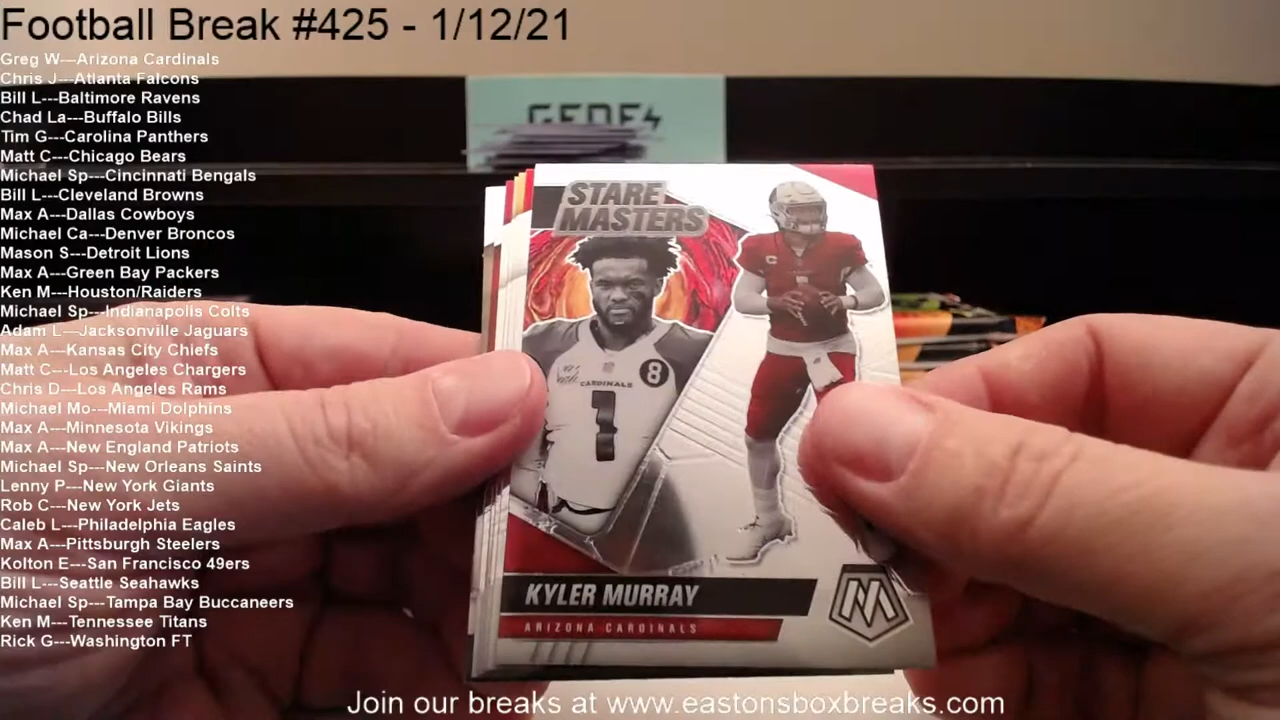 Football Break #425 - 1/12/21
Greg W---Arizona Cardinals
Chris J---Atlanta Falcons
Bill L---Baltimore Ravens
Chad La---Buffalo Bills
Tim G---Carolina Panthers
Matt C---Chicago Bears
Michael Sp---Cincinnati Bengals
Bill L---Cleveland Browns
Max A---Dallas Cowboys
Michael Ca---Denver Broncos
Mason S---Detroit Lions
Max A---Green Bay Packers
Ken M---Houston/Raiders
Michael Sp---Indianapolis Colts
Adam L---Jacksonville Jaguars
Max A---Kansas City Chiefs
Matt C---Los Angeles Chargers
Chris D---Los Angeles Rams
Michael Mo---Miami Dolphins
Max A---Minnesota Vikings
Max A---New England Patriots
Michael Sp---New Orleans Saints
Lenny P---New York Giants
Rob C---New York Jets
Caleb L---Philadelphia Eagles
Max A---Pittsburgh Steelers
Kolton E---San Francisco 49ers
Bill L---Seattle Seahawks
Michael Sp---Tampa Bay Buccaneers
Ken M---Tennessee Titans
Rick G---Washington FT
STARE
MASTERS
8
CARDINALS
1
KYLER MURRAY
ARIZONA CARDINALS
M
Join our breaks at www.eastonsboxbreaks.com